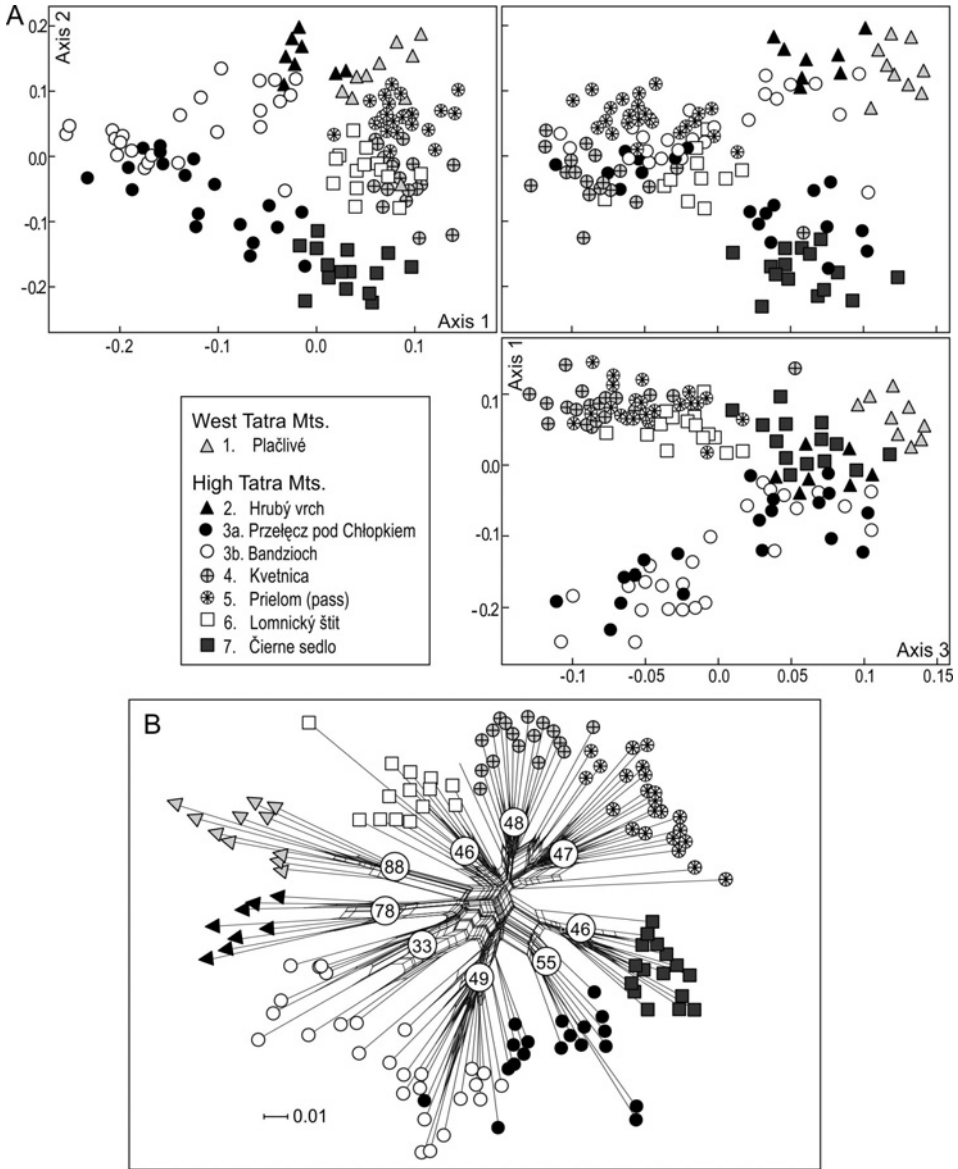 A
Axis 2
0.2
0.1
0.0
-0.1
-0.2
Axis 1
-0.2
-0.1
0.0
0.1
Axis 1
0.1
0.0
-0.1
-0.2
Axis 3
-0.1
-0.05
0.0
0.05
0.1
0.15
West Tatra Mts.
1. Plačlivé
High Tatra Mts.
2. Hrubý vrch
3a. Przełęcz pod Chłopkiem
3b. Bandzioch
4. Kvetnica
5. Prielom (pass)
6. Lomnický štít
7. Čierne sedlo
B
48
46
47
88
78
46
33
55
49
0.01